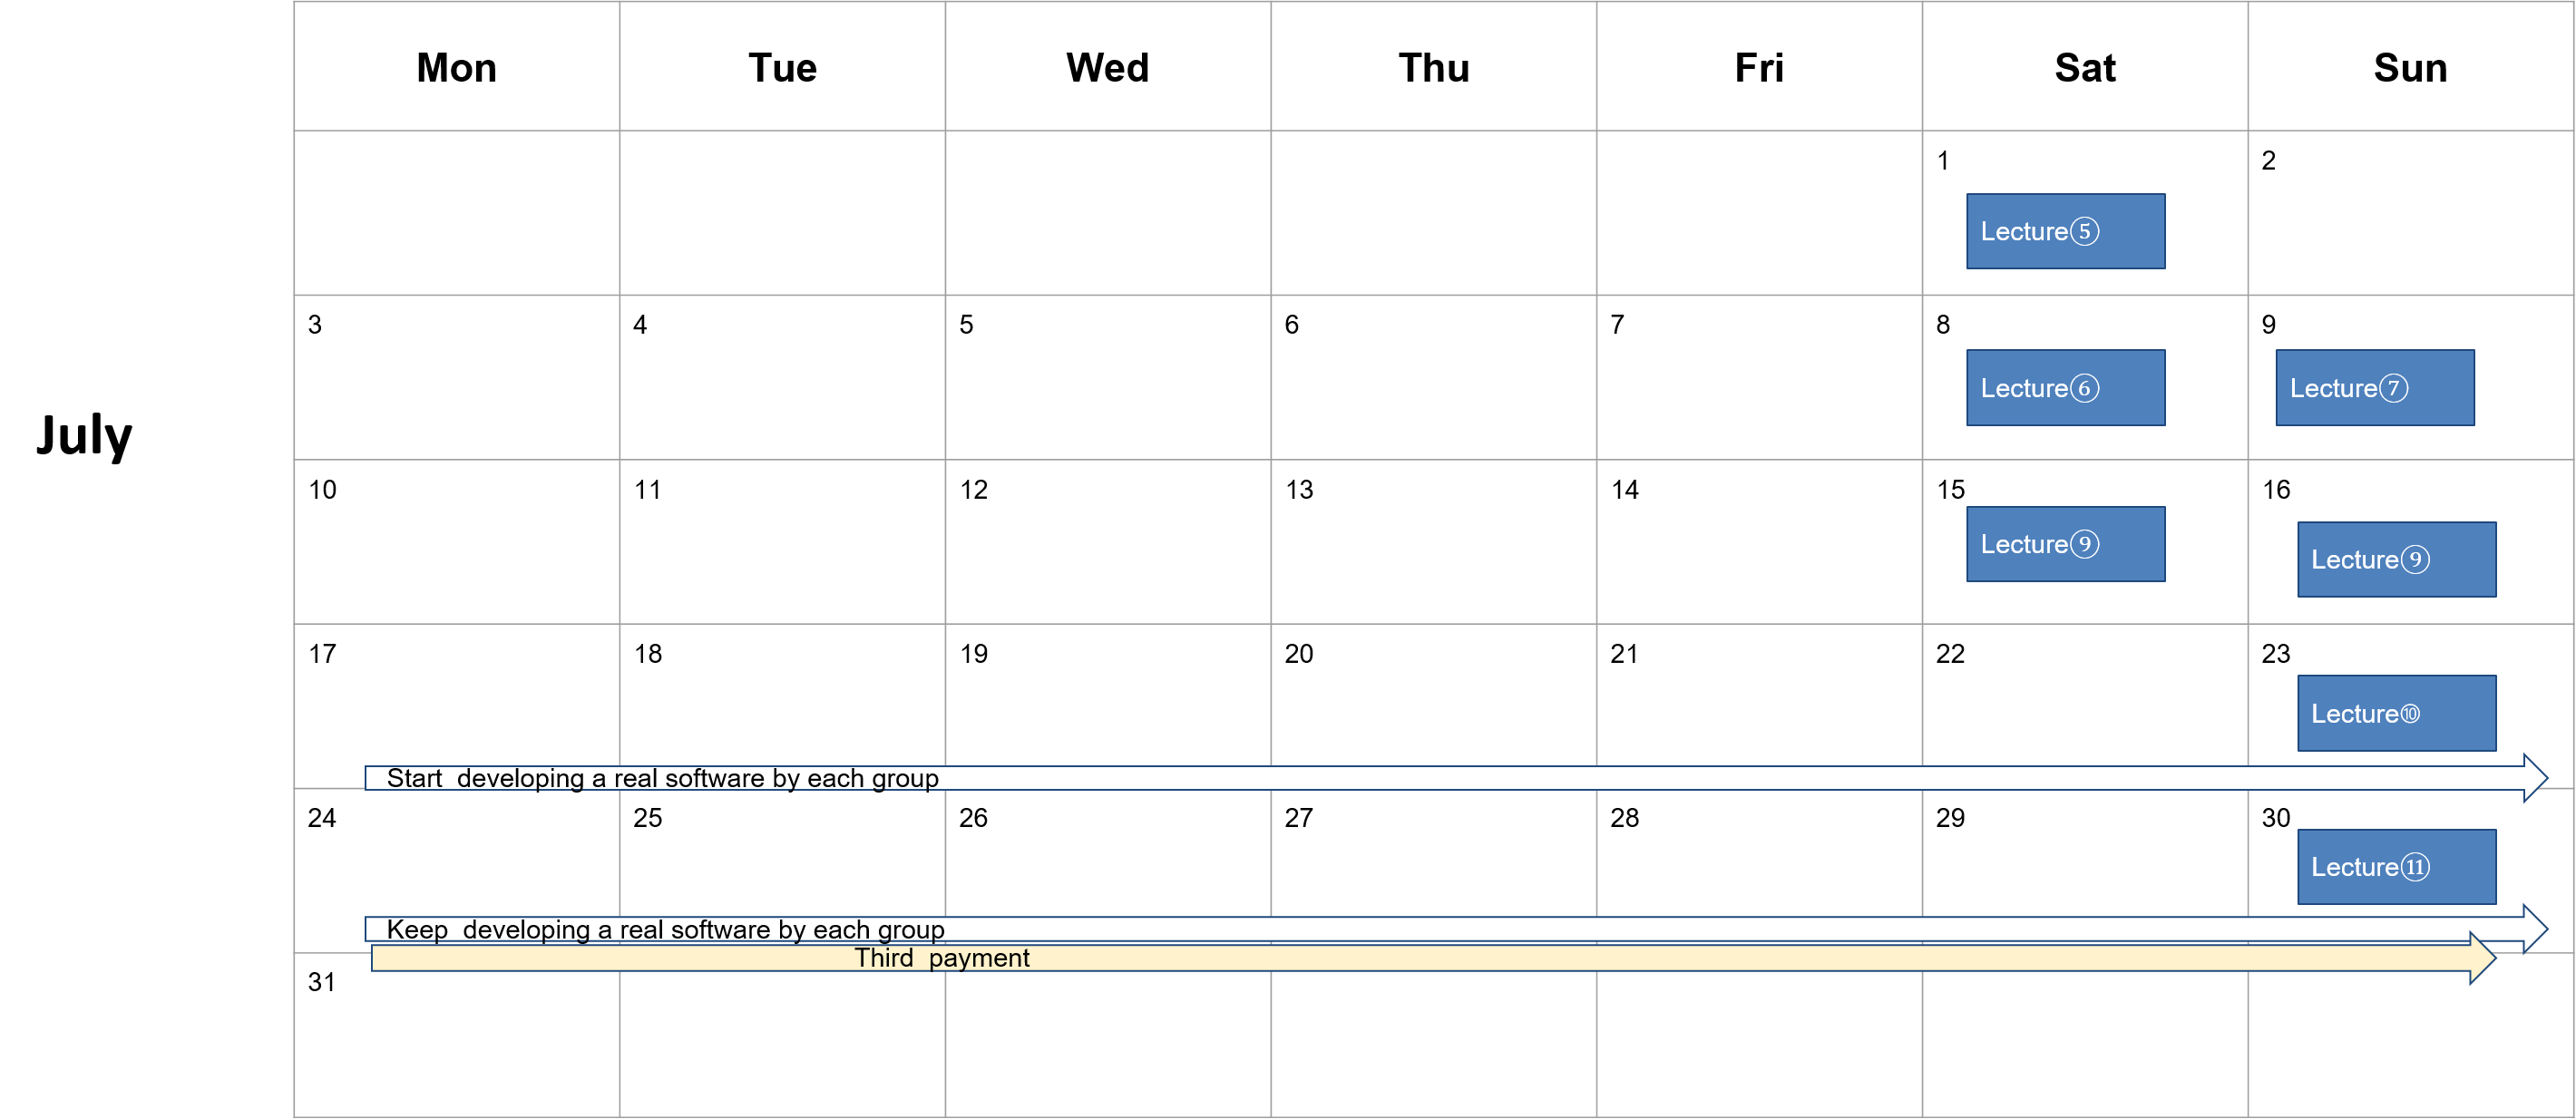 Mon Tue Wed Thu Fri Sat Sun
1 2
Lecture⑤
July
3 4 5 6 7 8 9
Lecture⑥ Lecture⑦
10 11 12 13 14 15 16
Lecture⑨ Lecture⑨
17 18 19 20 21 22 23
Lecture⑩
Start  developing a real software by each group
24 25 26 27 28 29 30
Lecture⑪
Keep  developing a real software by each group
Third  payment
31